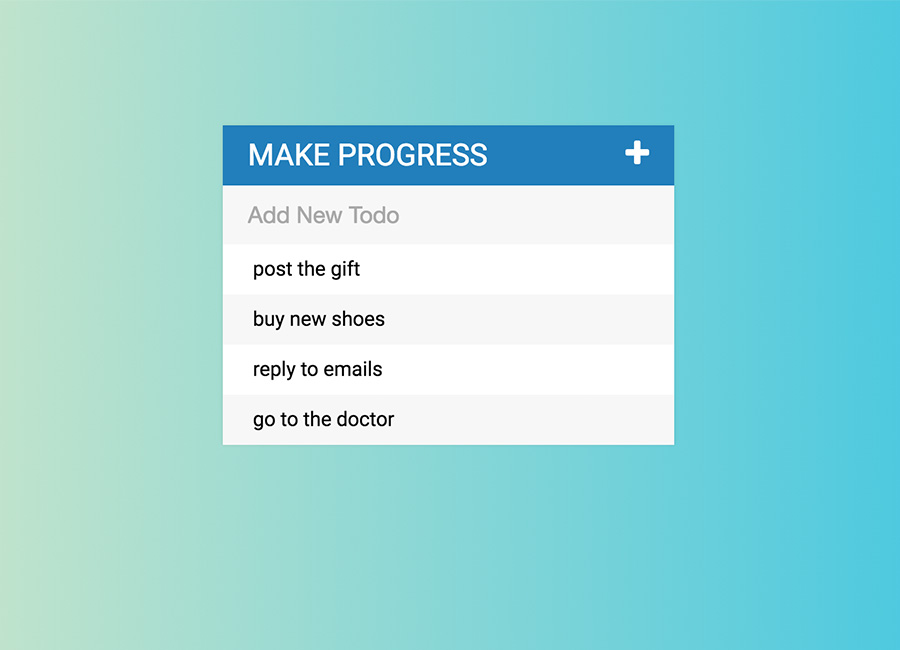 MAKE PROGRESS
Add New Todo
post the gift
buy new shoes
reply to emails
go to the doctor